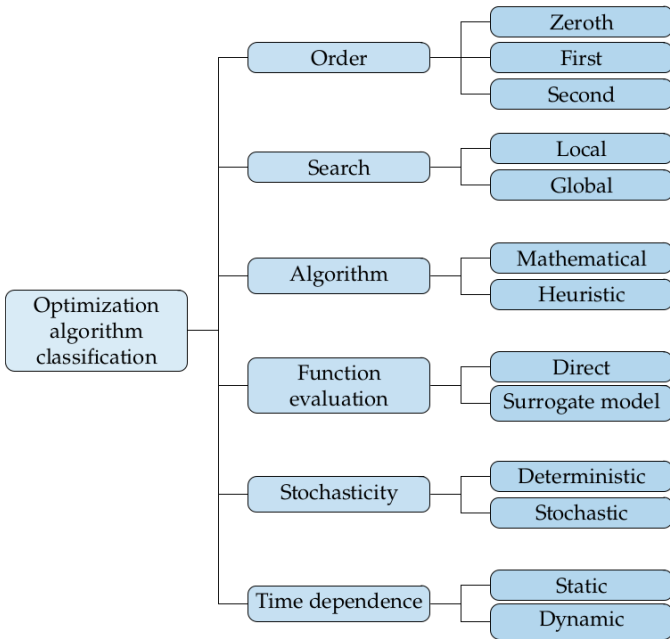 Optimization
algorithm
classification
Order
Zeroth
First
Second
Search
Local
Global
Algorithm
Mathematical
Heuristic
Function
evaluation
Direct
Surrogate model
Stochasticity
Deterministic
Stochastic
Time dependence
Static
Dynamic